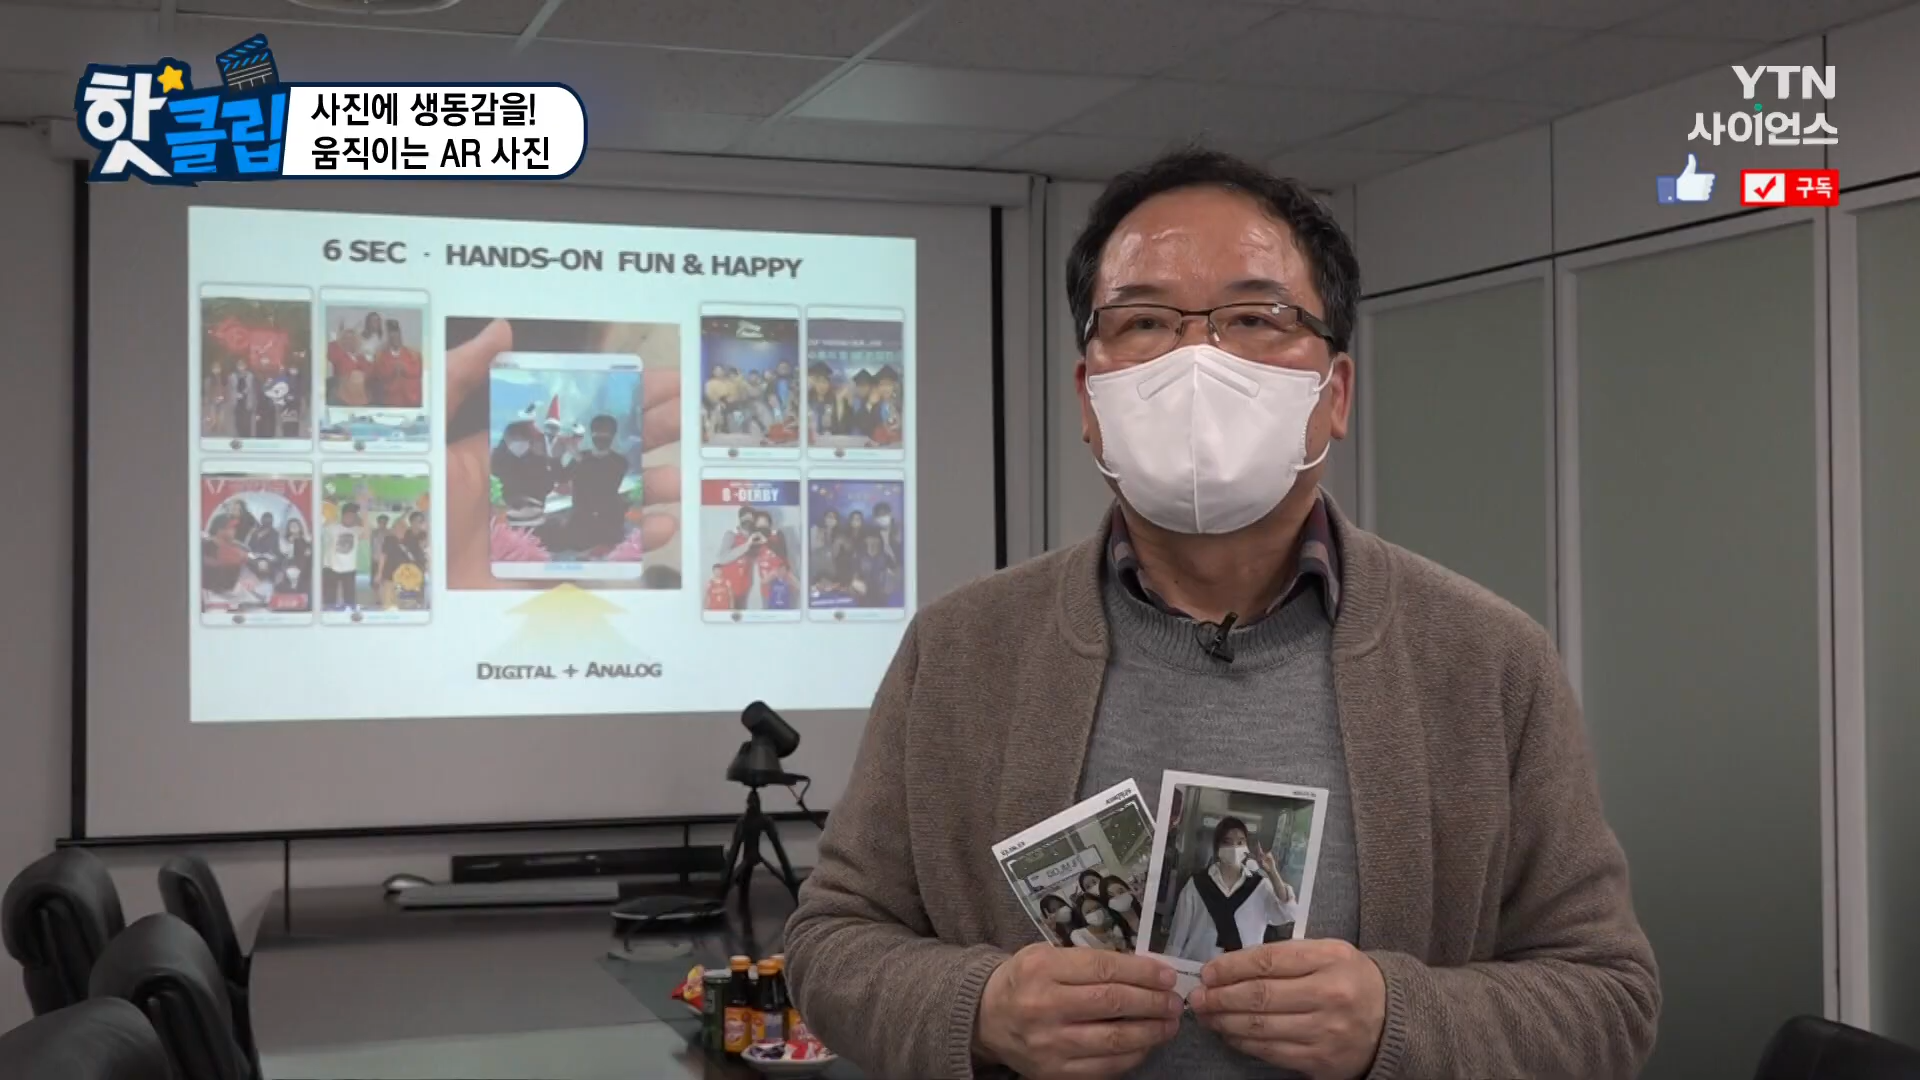 핫클립
사진에 생동감을!
움직이는 AR 사진
YTN
사이언스
구독
6 SEC · HANDS-ON FUN & HAPPY
B-DERBY
DIGITAL + ANALOG